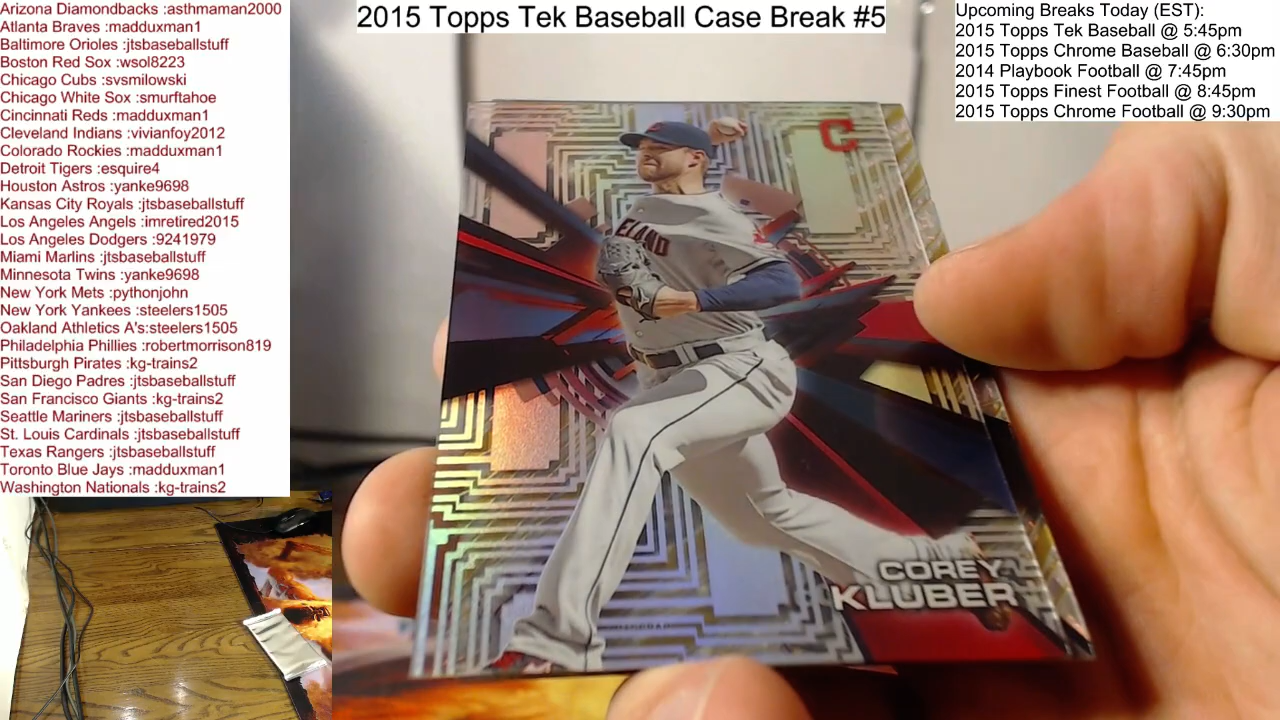 Arizona Diamondbacks :asthmaman2000
Atlanta Braves :madduxman1
Baltimore Orioles :jtsbaseballstuff
Boston Red Sox :wsol8223
Chicago Cubs :svsmilowski
Chicago White Sox :smurftahoe
Cincinnati Reds :madduxman1
Cleveland Indians :vivianfoy2012
Colorado Rockies :madduxman1
Detroit Tigers :esquire4
Houston Astros :yanke9698
Kansas City Royals :jtsbaseballstuff
Los Angeles Angels :imretired2015
Los Angeles Dodgers :9241979
Miami Marlins :jtsbaseballstuff
Minnesota Twins :yanke9698
New York Mets :pythonjohn
New York Yankees :steelers1505
Oakland Athletics A's:steelers1505
Philadelphia Phillies :robertmorrison819
Pittsburgh Pirates :kg-trains2
San Diego Padres :jtsbaseballstuff
San Francisco Giants :kg-trains2
Seattle Mariners :jtsbaseballstuff
St. Louis Cardinals :jtsbaseballstuff
Texas Rangers :jtsbaseballstuff
Toronto Blue Jays :madduxman1
Washington Nationals :kg-trains2
2015 Topps Tek Baseball Case Break #5
Upcoming Breaks Today (EST):
2015 Topps Tek Baseball @ 5:45pm
2015 Topps Chrome Baseball @ 6:30pm
2014 Playbook Football @ 7:45pm
2015 Topps Finest Football @ 8:45pm
2015 Topps Chrome Football @ 9:30pm
C
ELAND
COREY
KLUBER